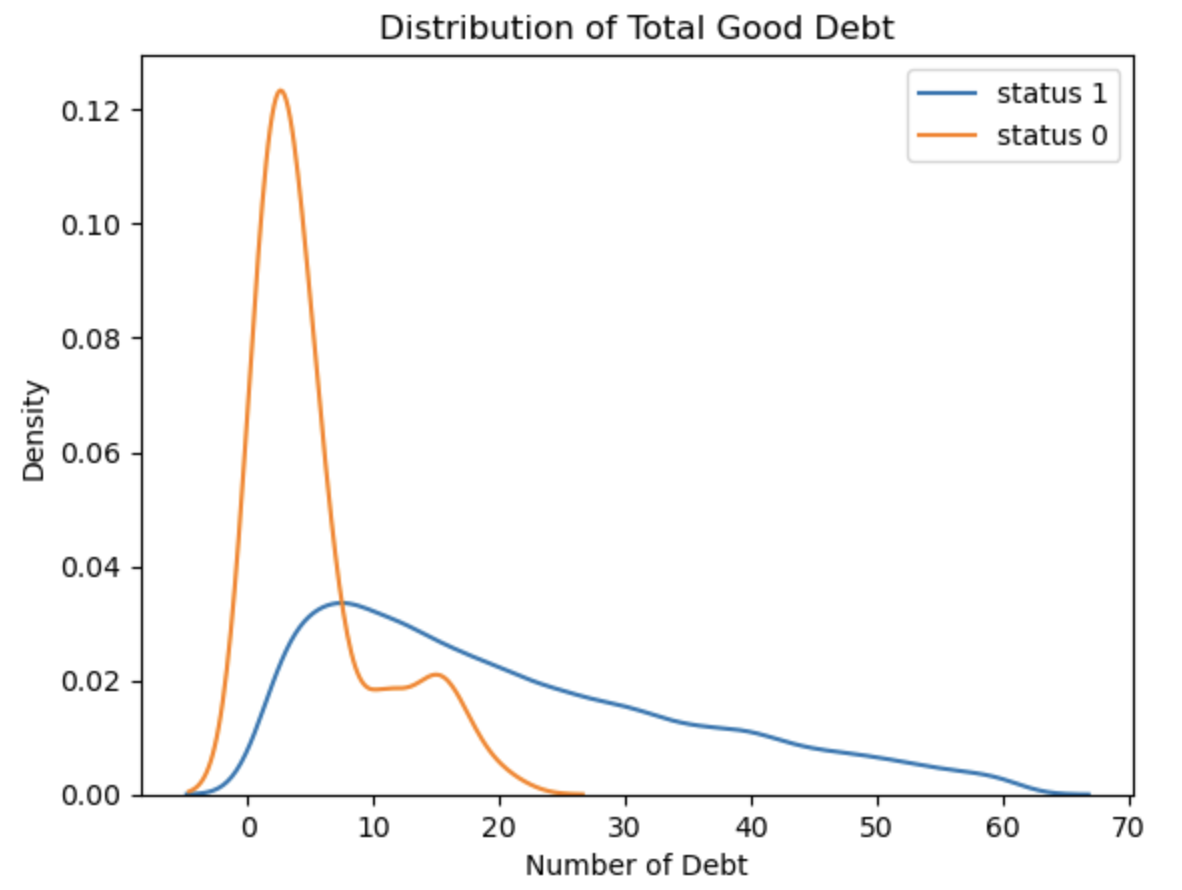 Distribution of Total Good Debt
status 1
status 0
0.12
0.10
0.08
0.06
0.04
0.02
0.00
Density
0 10 20 30 40 50 60 70
Number of Debt